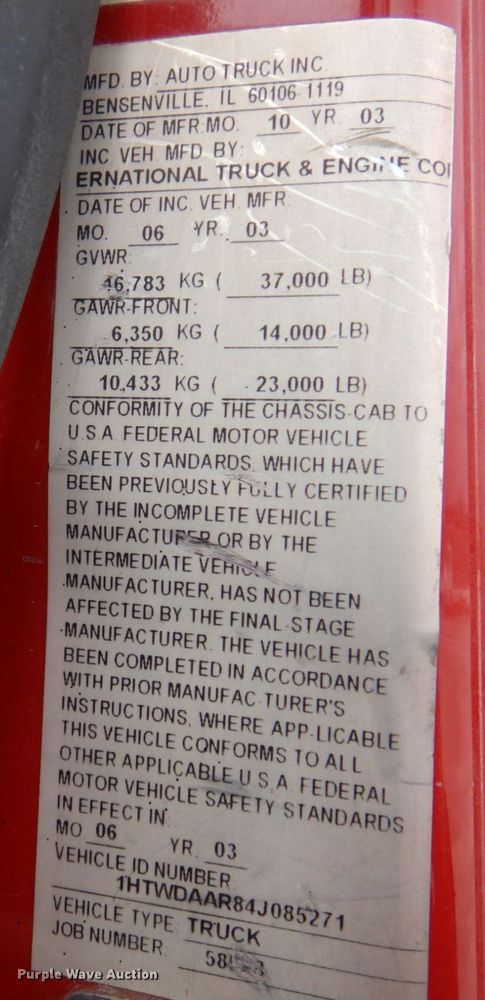 MFD. BY: AUTO TRUCK INC.
BENSENVILLE, IL 60106-1119
DATE OF MFR:MO. 10 YR. 03
INC. VEH. MFD. BY:
ERNATIONAL TRUCK & ENGINE COR
DATE OF INC. VEH. MFR.
MO. 06 YR. 03
GVWR:
KG ( 37,000 LB)
GAWR-FRONT:
6,350 KG ( 14,000 LB)
GAWR-REAR:
10,433 KG ( 23,000 LB)
CONFORMITY OF THE CHASSIS-CAB TO
U.S.A. FEDERAL MOTOR VEHICLE
SAFETY STANDARDS, WHICH HAVE
BEEN PREVIOUSLY FULLY CERTIFIED
BY THE INCOMPLETE VEHICLE
MANUFACTURER OR BY THE
INTERMEDIATE VEHICLE
MANUFACTURER, HAS NOT BEEN
AFFECTED BY THE FINAL-STAGE
MANUFACTURER. THE VEHICLE HAS
BEEN COMPLETED IN ACCORDANCE
WITH PRIOR MANUFAC-TURER'S
INSTRUCTIONS, WHERE APP-LICABLE
THIS VEHICLE CONFORMS TO ALL
OTHER APPLICABLE U.S.A. FEDERAL
MOTOR VEHICLE SAFETY STANDARDS
IN EFFECT IN:
MO 06 YR. 03
VEHICLE ID NUMBER
1HTWDAAR84J085271
VEHICLE TYPE TRUCK
JOB NUMBER
Purple Wave Auction